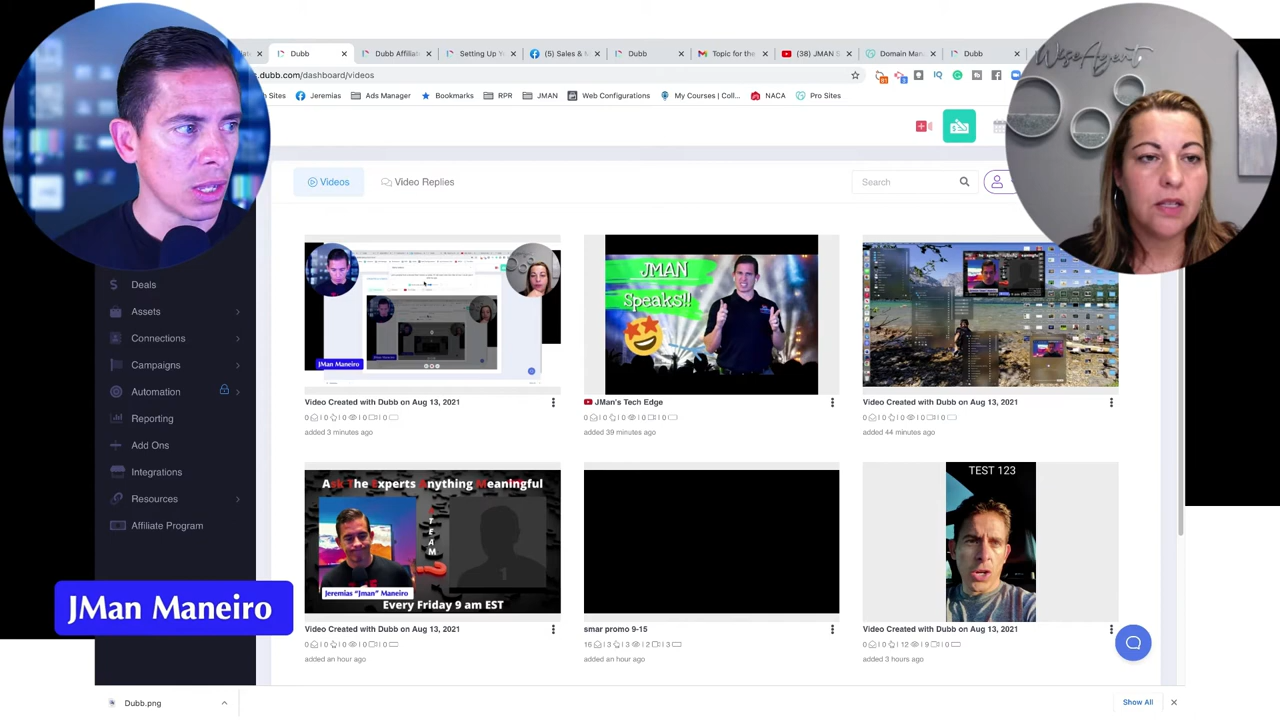 Dubb
Dubb Affiliat
Setting Up Y
(5) Sales & M
Dubb
Topic for the
(38) JMAN S
Domain Man
Dubb
s.dubb.com/dashboard/videos
h Sites
Jeremias
Ads Manager
Bookmarks
RPR
JMAN
Web Configurations
My Courses | Coll...
NACA
Pro Sites
WiseAgent
Videos
Video Replies
Search
Deals
Assets
Connections
Campaigns
Automation
Reporting
Add Ons
Integrations
Resources
Affiliate Program
JMan Maneiro
JMAN
Speaks!!
Video Created with Dubb on Aug 13, 2021
added 3 minutes ago
JMan's Tech Edge
added 39 minutes ago
Video Created with Dubb on Aug 13, 2021
added 44 minutes ago
Ask The Experts Anything Meaningful
A
TEAM
1
Jeremias "Jman" Maneiro
Every Friday 9 am EST
Video Created with Dubb on Aug 13, 2021
added an hour ago
smar promo 9-15
added an hour ago
TEST 123
Video Created with Dubb on Aug 13, 2021
added 3 hours ago
JMan Maneiro
Dubb.png
Show All